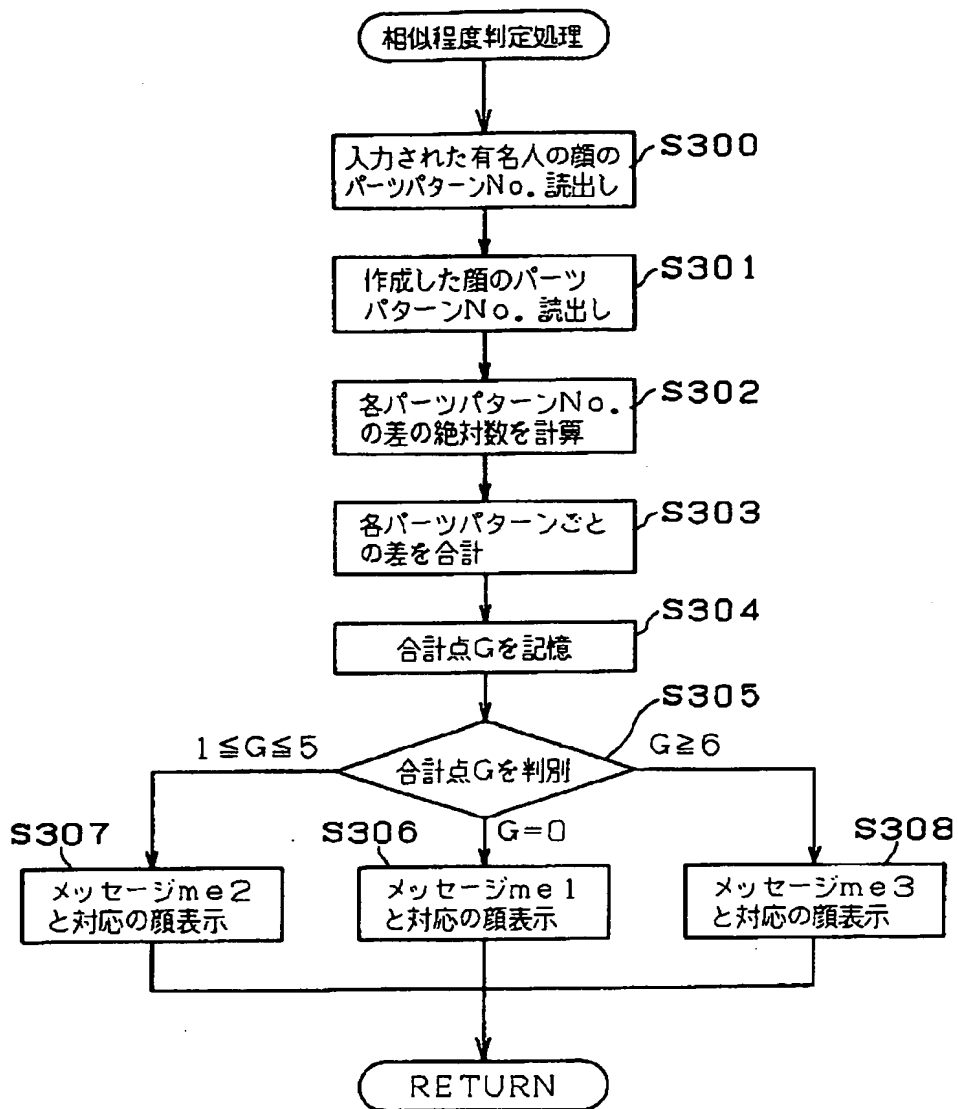 相似程度判定処理
S300
入力された有名人の顔の
パーツパターンNo.読出し
S301
作成した顔のパーツ
パターンNo.読出し
S302
各パーツパターンNo.
の差の絶対数を計算
S303
各パーツパターンごと
の差を合計
S304
合計点Gを記憶
S305
1≦G≦5
合計点Gを判別
G≧6
G=0
S307
メッセージme2
と対応の顔表示
S306
メッセージme1
と対応の顔表示
S308
メッセージme3
と対応の顔表示
RETURN